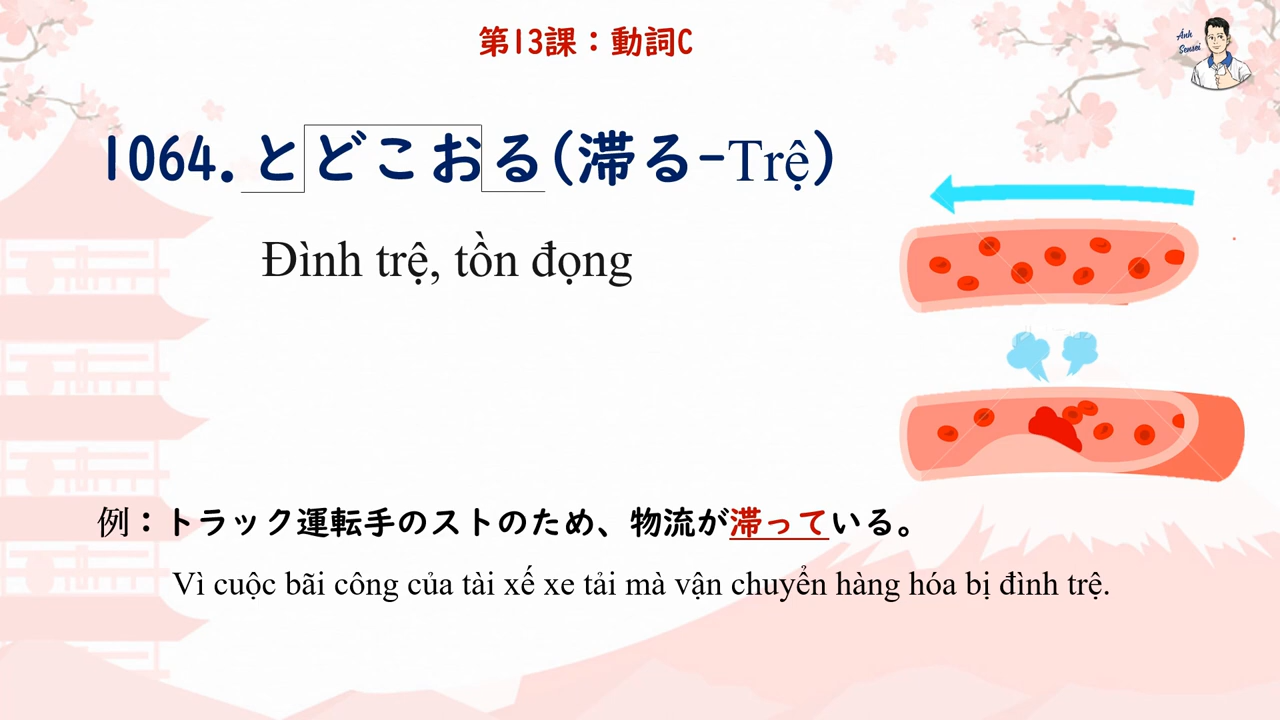 第13課：動詞C
Ánh
Sensei
1064.とどこおる(滞る-Trệ)
Đình trệ, tồn đọng
例：トラック運転手のストのため、物流が滞っている。
Vì cuộc bãi công của tài xế xe tải mà vận chuyển hàng hóa bị đình trệ.